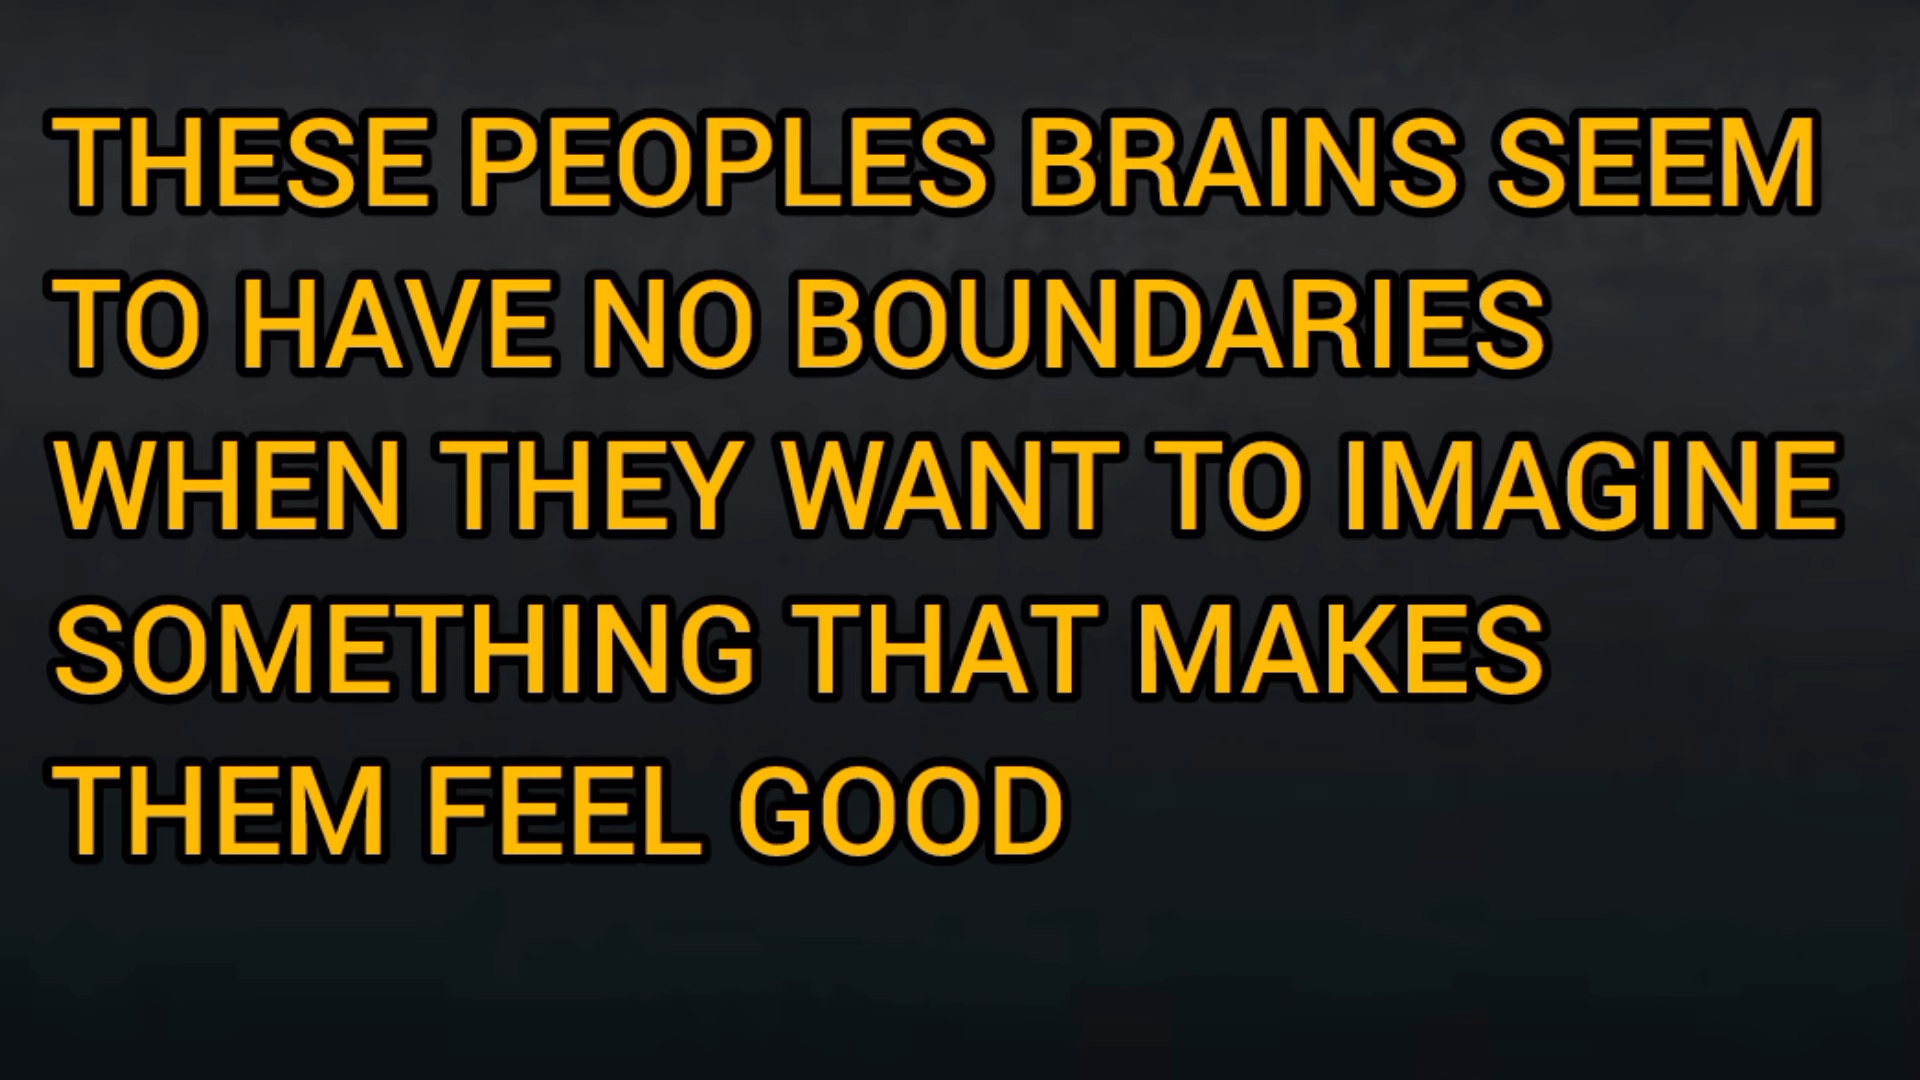 THESE PEOPLES BRAINS SEEM
TO HAVE NO BOUNDARIES
WHEN THEY WANT TO IMAGINE
SOMETHING THAT MAKES
THEM FEEL GOOD